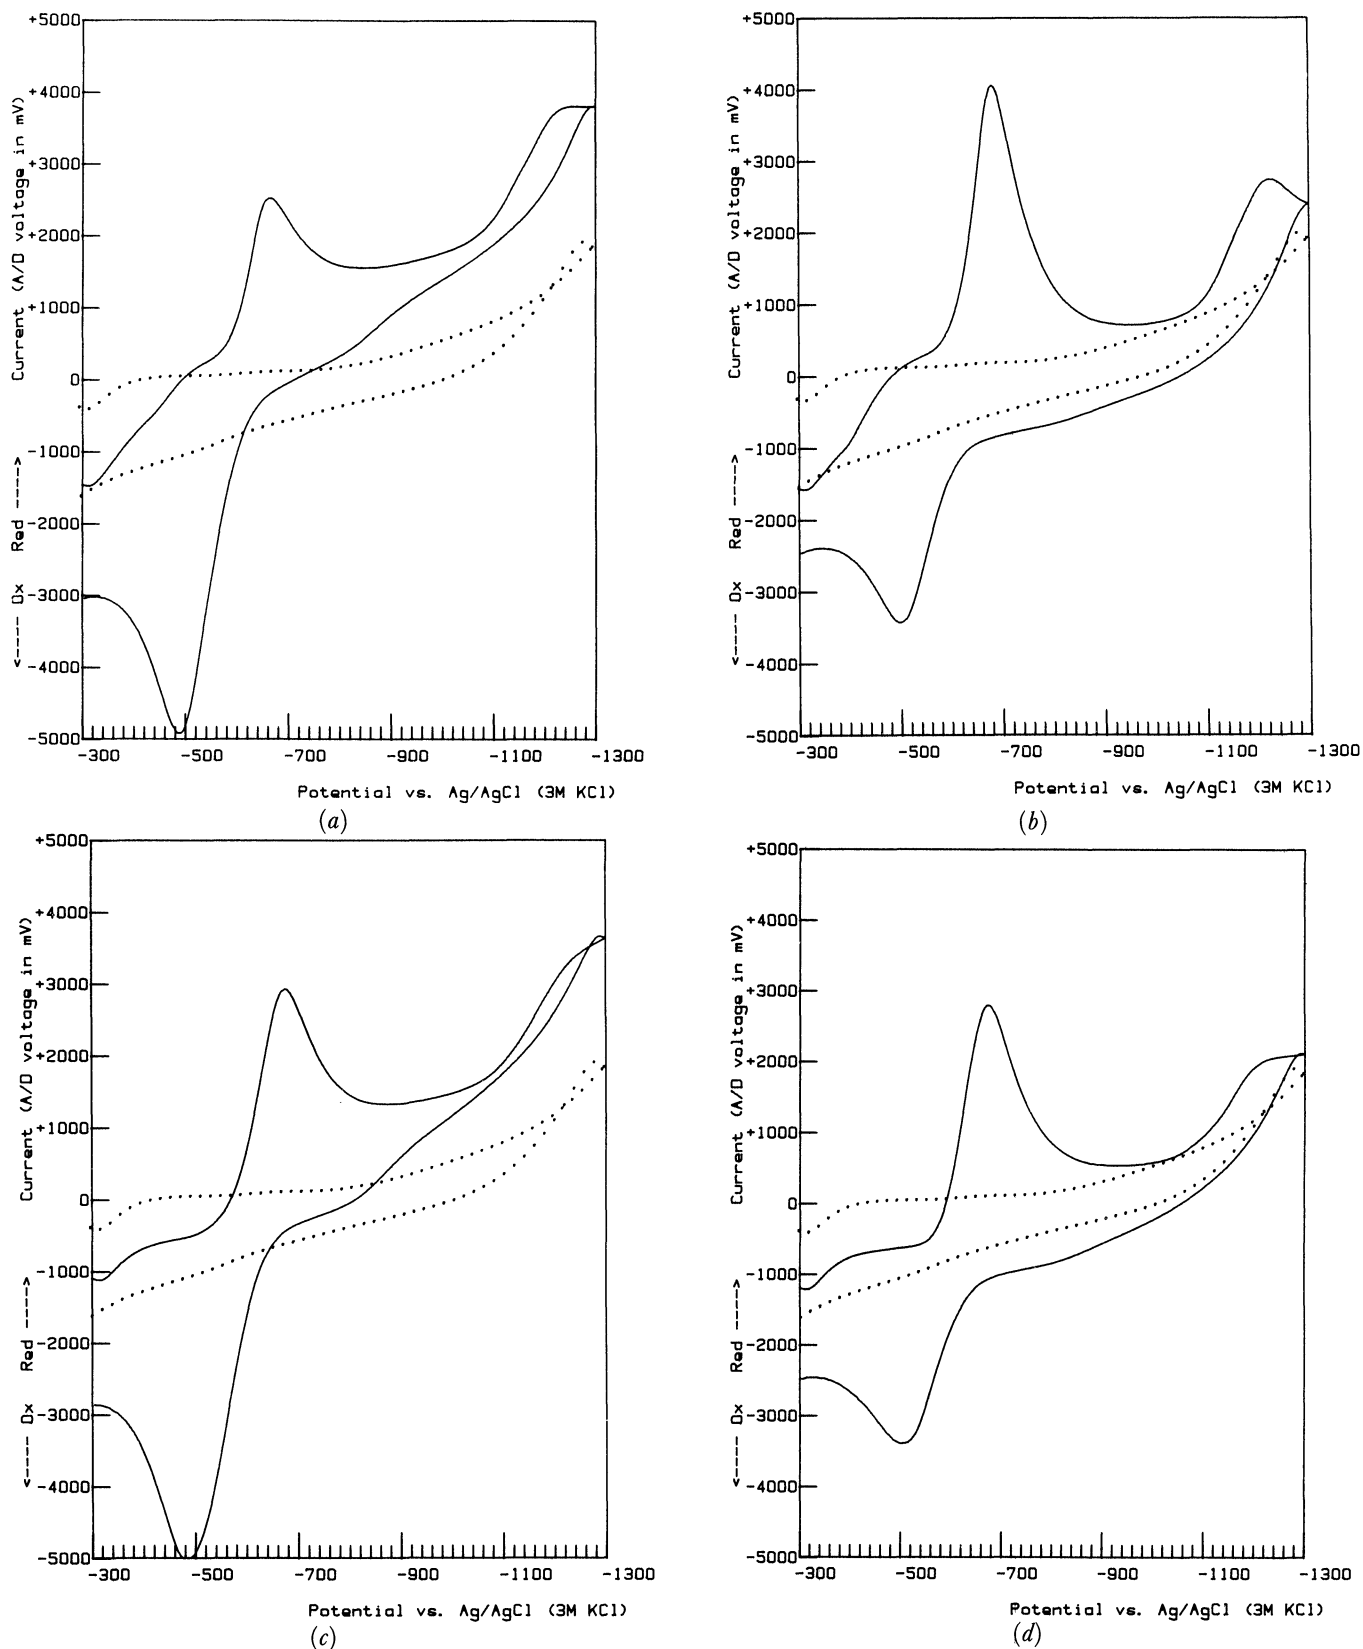 +5000
+4000
+3000
+2000
+1000
0
-1000
-2000
-3000
-4000
-5000
<----- Ox Red -----> Current (A/D voltage in mV)
-300 -500 -700 -900 -1100 -1300
Potential vs. Ag/AgCl (3M KCl)
(a)
+5000
+4000
+3000
+2000
+1000
0
-1000
-2000
-3000
-4000
-5000
<----- Ox Red -----> Current (A/D voltage in mV)
-300 -500 -700 -900 -1100 -1300
Potential vs. Ag/AgCl (3M KCl)
(b)
+5000
+4000
+3000
+2000
+1000
0
-1000
-2000
-3000
-4000
-5000
<----- Ox Red -----> Current (A/D voltage in mV)
-300 -500 -700 -900 -1100 -1300
Potential vs. Ag/AgCl (3M KCl)
(c)
+5000
+4000
+3000
+2000
+1000
0
-1000
-2000
-3000
-4000
-5000
<----- Ox Red -----> Current (A/D voltage in mV)
-300 -500 -700 -900 -1100 -1300
Potential vs. Ag/AgCl (3M KCl)
(d)